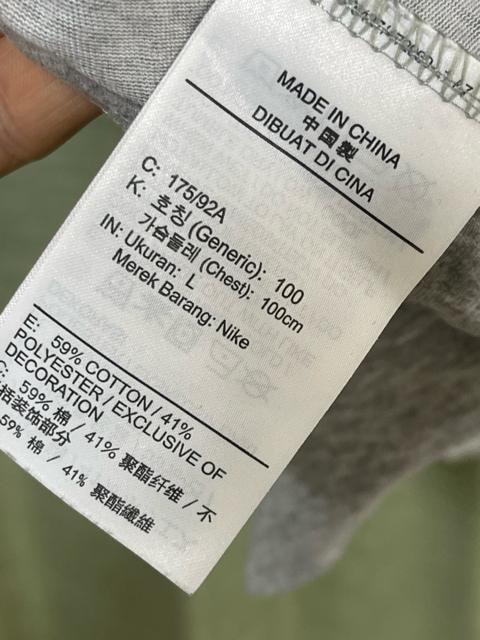 MADE IN CHINA
中國製
DIBUAT DI CINA
C: 175/92A
K: 호칭 (Generic): 100
가슴둘레 (Chest): 100cm
IN: Ukuran: L
Merek Barang: Nike
E: 59% COTTON / 41%
POLYESTER / EXCLUSIVE OF
DECORATION
C: 59% 棉 / 41% 聚酯纤维 / 不
括装饰部分
59% 棉 / 41% 聚酯纖維